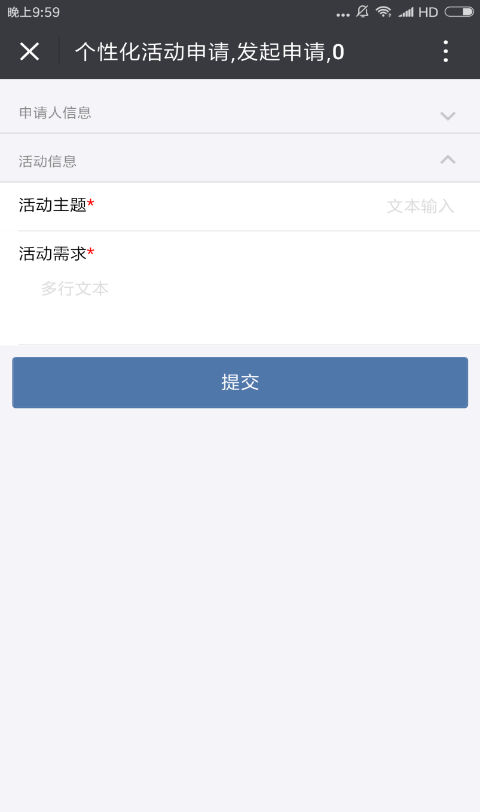 晚上9:59
HD
个性化活动申请,发起申请,0
申请人信息
活动信息
活动主题*
文本输入
活动需求*
多行文本
提交